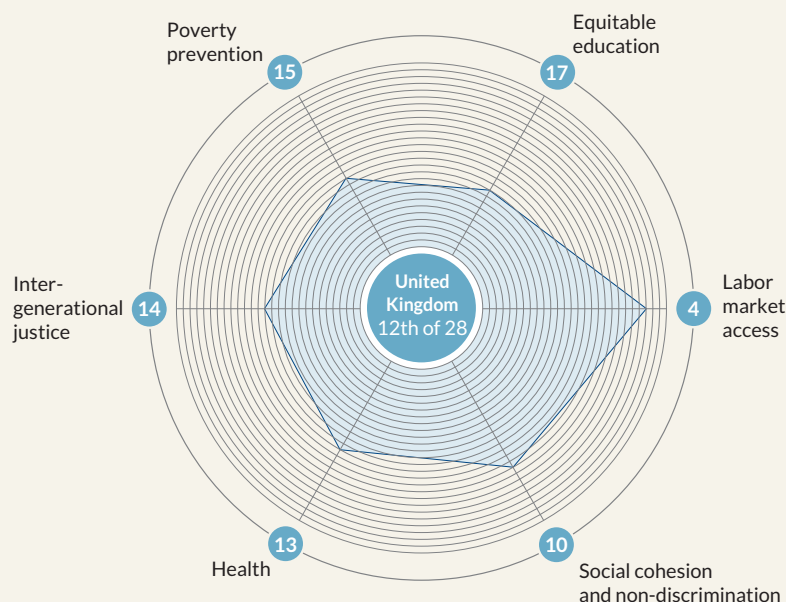 Poverty
prevention
15
Equitable
education
17
Inter-
generational
justice
14
United
Kingdom
12th of 28
4
Labor
market
access
13
Health
10
Social cohesion
and non-discrimination